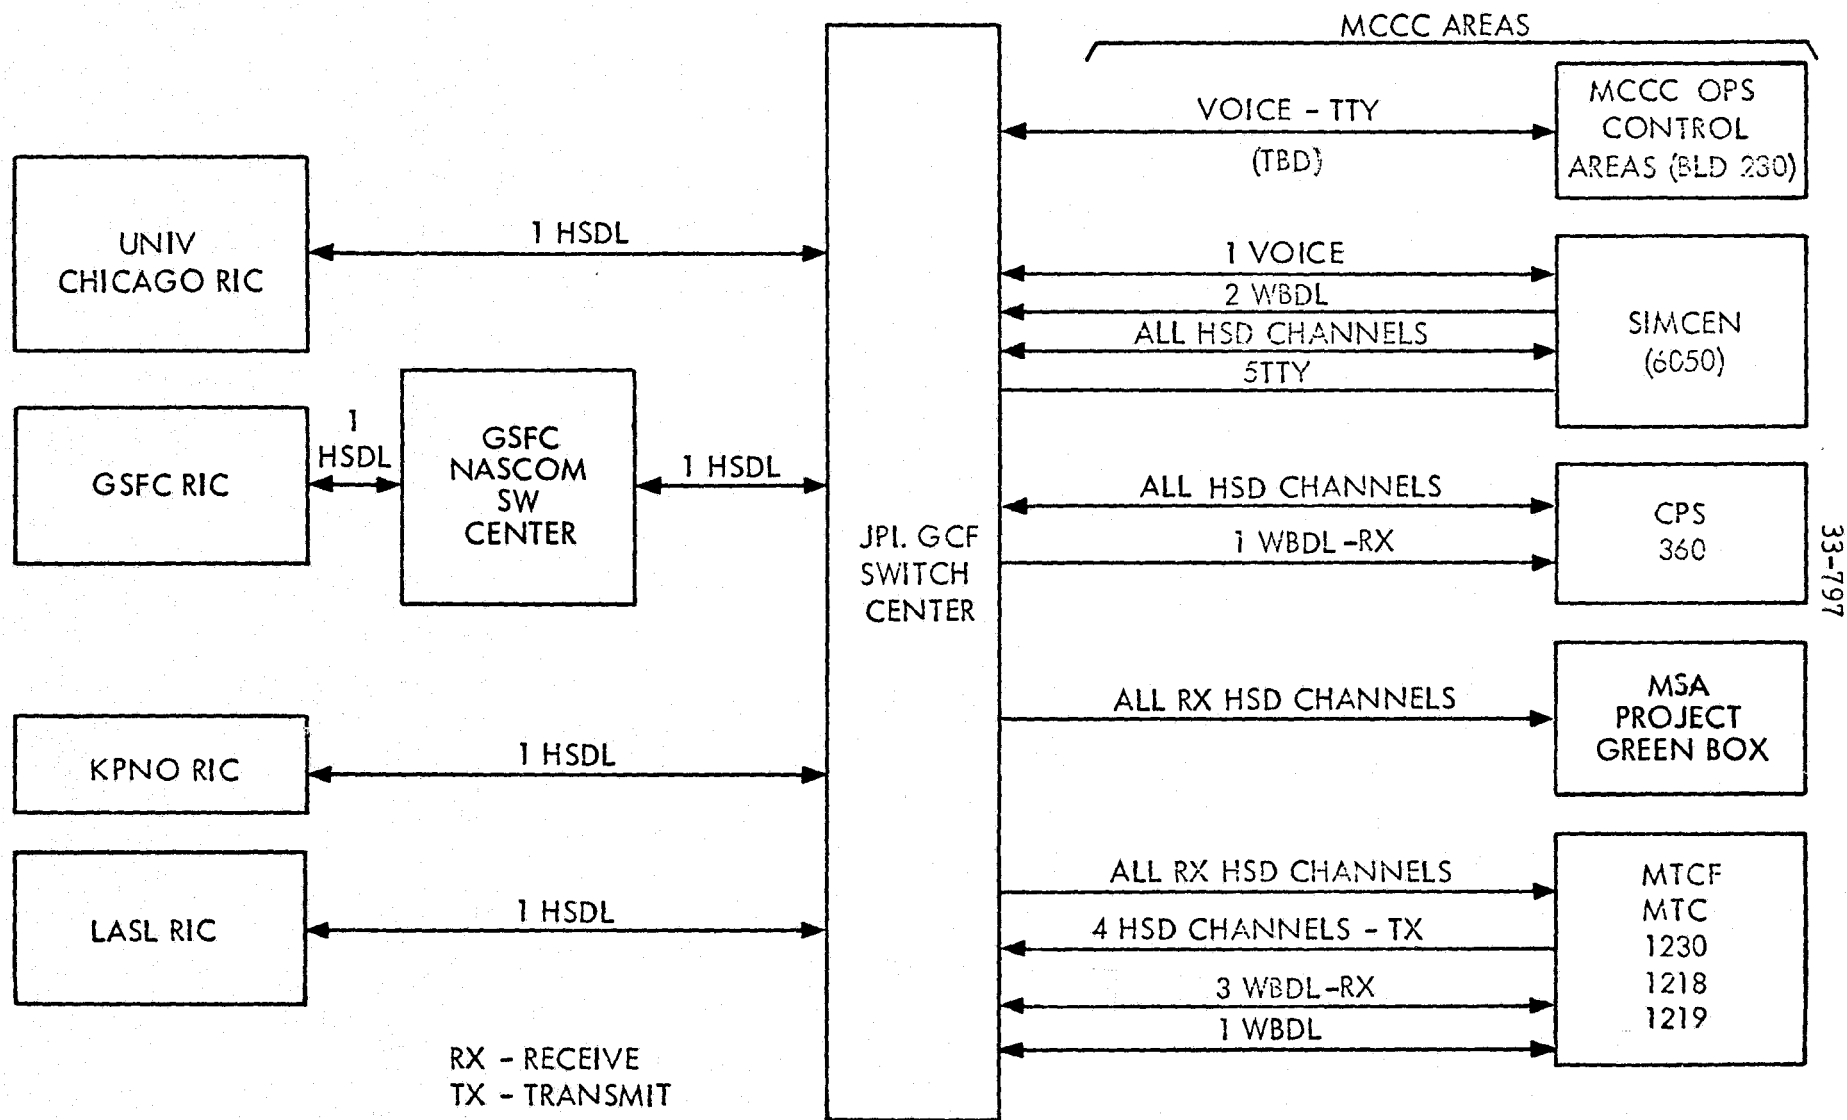 MCCC AREAS
VOICE - TTY
(TBD)
MCCC OPS
CONTROL
AREAS (BLD 230)
UNIV
CHICAGO RIC
1 HSDL
1 VOICE
2 WBDL
ALL HSD CHANNELS
5TTY
SIMCEN
(6050)
GSFC RIC
1
HSDL
GSFC
NASCOM
SW
CENTER
1 HSDL
JPI. GCF
SWITCH
CENTER
ALL HSD CHANNELS
1 WBDL -RX
CPS
360
33-797
KPNO RIC
1 HSDL
ALL RX HSD CHANNELS
MSA
PROJECT
GREEN BOX
LASL RIC
1 HSDL
ALL RX HSD CHANNELS
4 HSD CHANNELS - TX
3 WBDL -RX
1 WBDL
MTCF
MTC
1230
1218
1219
RX - RECEIVE
TX - TRANSMIT